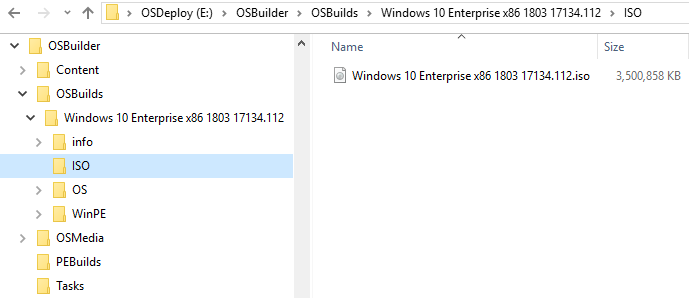 OSDeploy (E:) > OSBuilder > OSBuilds > Windows 10 Enterprise x86 1803 17134.112 > ISO
OSBuilder
Content
OSBuilds
Windows 10 Enterprise x86 1803 17134.112
info
ISO
OS
WinPE
OSMedia
PEBuilds
Tasks
Name Size
Windows 10 Enterprise x86 1803 17134.112.iso 3,500,858 KB